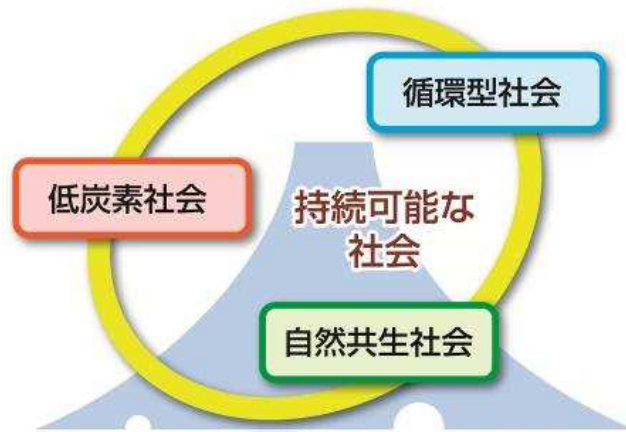 循環型社会
低炭素社会
持続可能な
社会
自然共生社会